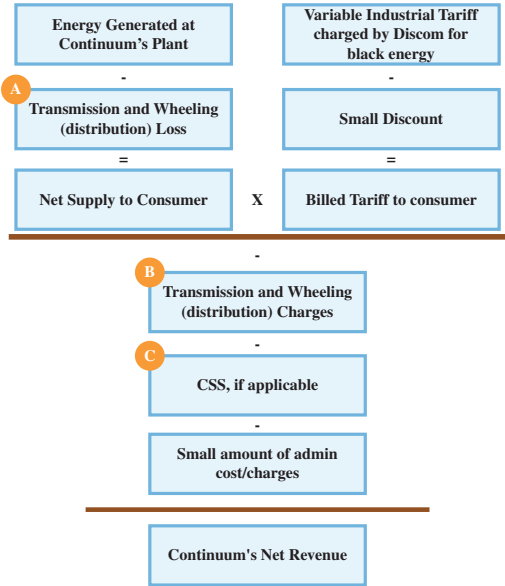 Energy Generated at
Continuum's Plant
Variable Industrial Tariff
charged by Discom for
black energy
-
-
A
Transmission and Wheeling
(distribution) Loss
Small Discount
=
=
Net Supply to Consumer
X
Billed Tariff to consumer
-
B
Transmission and Wheeling
(distribution) Charges
-
C
CSS, if applicable
-
Small amount of admin
cost/charges
Continuum's Net Revenue